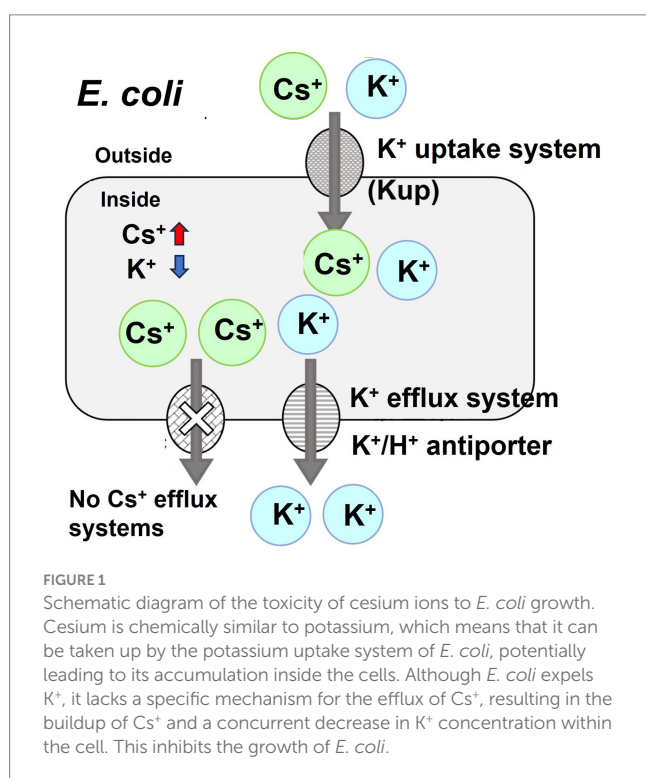 E. coli
Cs⁺
K⁺
Outside
K⁺ uptake system
(Kup)
Inside
Cs⁺
K⁺
Cs⁺
K⁺
Cs⁺
Cs⁺
K⁺
K⁺ efflux system
K⁺/H⁺ antiporter
No Cs⁺ efflux
systems
K⁺
K⁺
FIGURE 1
Schematic diagram of the toxicity of cesium ions to E. coli growth.
Cesium is chemically similar to potassium, which means that it can
be taken up by the potassium uptake system of E. coli, potentially
leading to its accumulation inside the cells. Although E. coli expels
K⁺, it lacks a specific mechanism for the efflux of Cs⁺, resulting in the
buildup of Cs⁺ and a concurrent decrease in K⁺ concentration within
the cell. This inhibits the growth of E. coli.